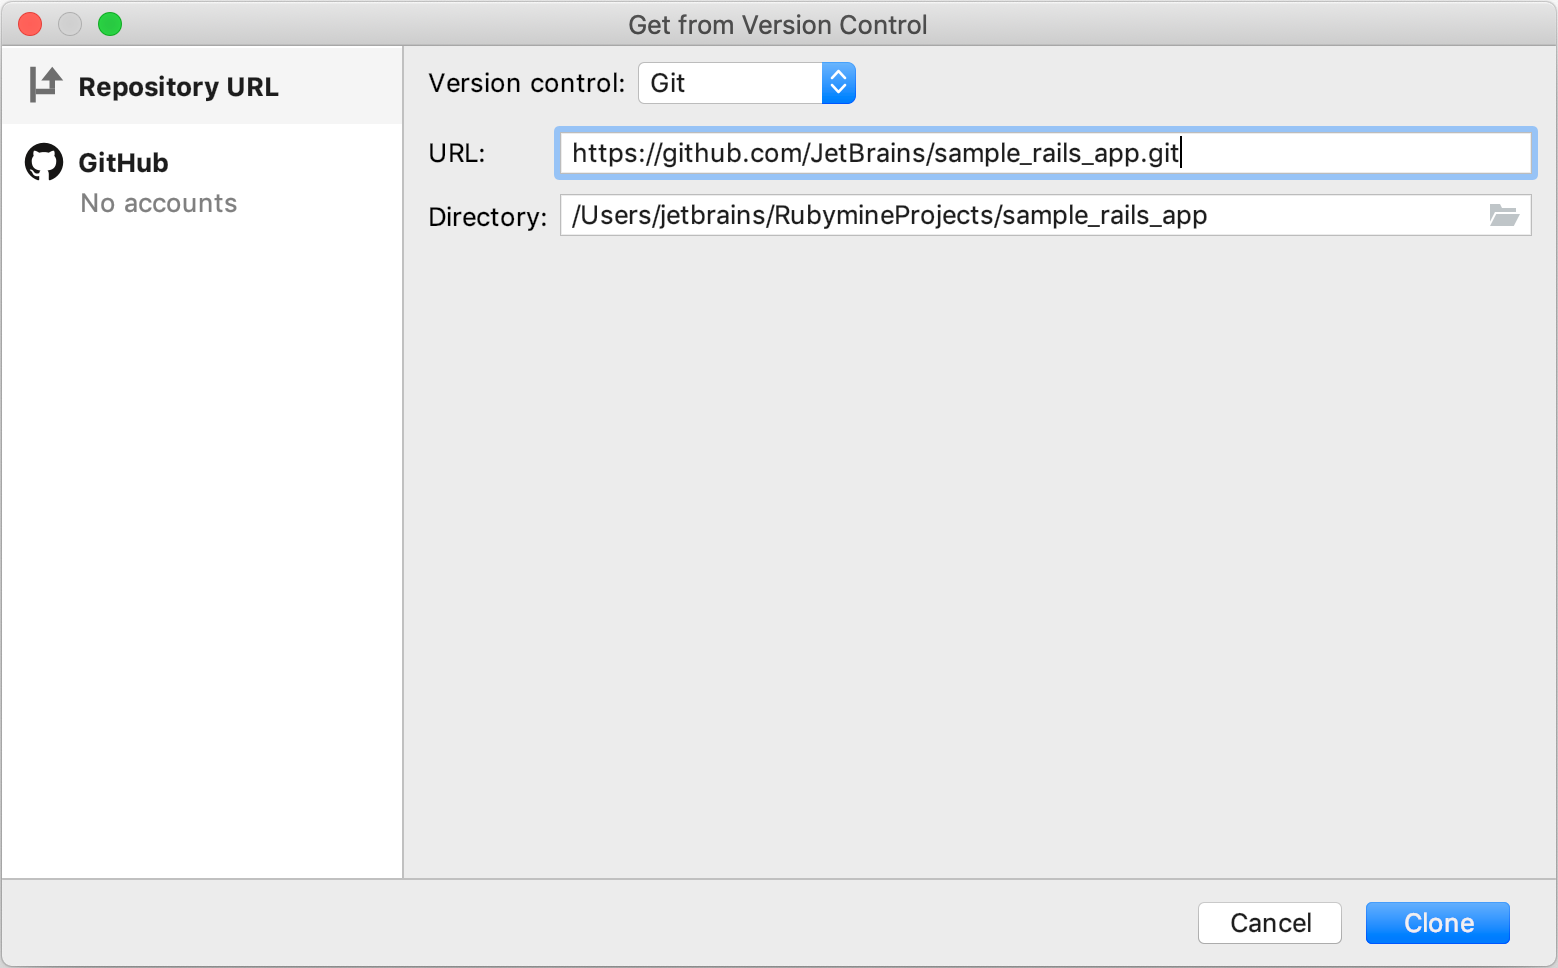 Get from Version Control
Repository URL
GitHub
No accounts
Version control: Git
URL: https://github.com/JetBrains/sample_rails_app.git
Directory: /Users/jetbrains/RubymineProjects/sample_rails_app
Cancel Clone